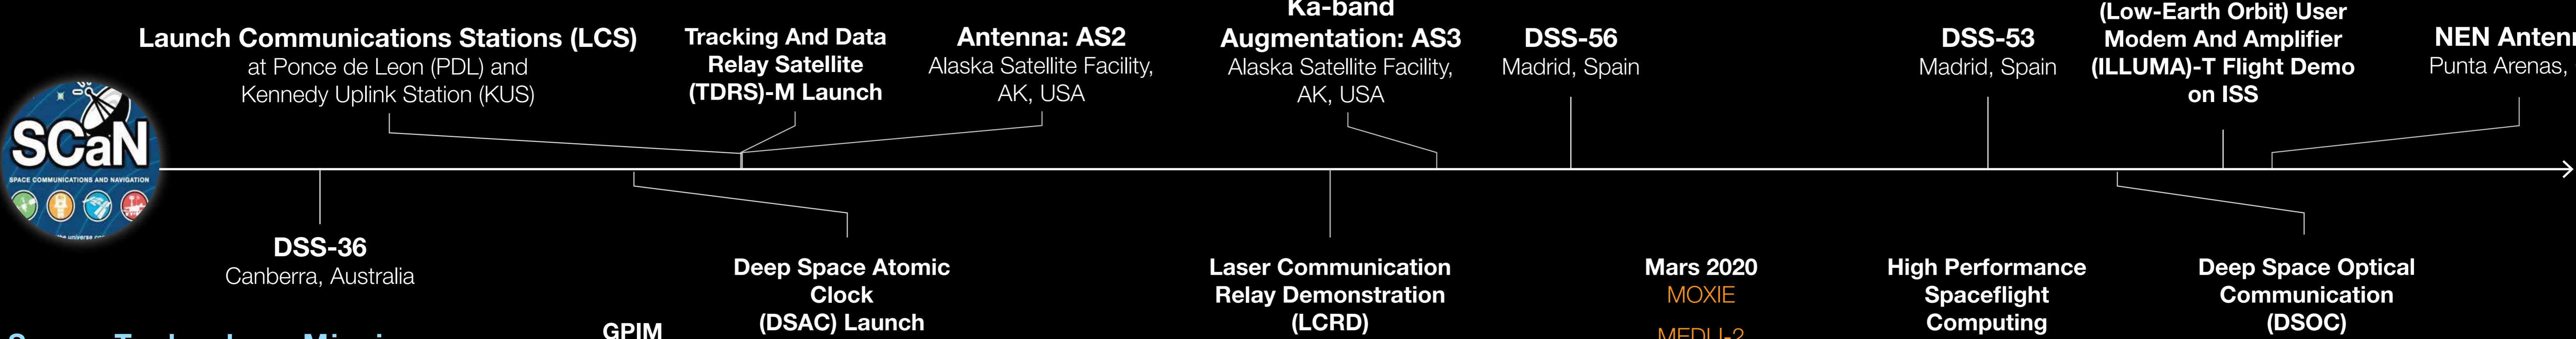 Launch Communications Stations (LCS)
at Ponce de Leon (PDL) and
Kennedy Uplink Station (KUS)
Tracking And Data
Relay Satellite
(TDRS)-M Launch
Antenna: AS2
Alaska Satellite Facility,
AK, USA
Ka-band
Augmentation: AS3
Alaska Satellite Facility,
AK, USA
DSS-56
Madrid, Spain
DSS-53
Madrid, Spain
(Low-Earth Orbit) User
Modem And Amplifier
(ILLUMA)-T Flight Demo
on ISS
NEN Antenn
Punta Arenas,
SCaN
SPACE COMMUNICATIONS AND NAVIGATION
DSS-36
Canberra, Australia
Deep Space Atomic
Clock
(DSAC) Launch
Laser Communication
Relay Demonstration
(LCRD)
Mars 2020
MOXIE
MEDLI-2
High Performance
Spaceflight
Computing
Deep Space Optical
Communication
(DSOC)
GPIM